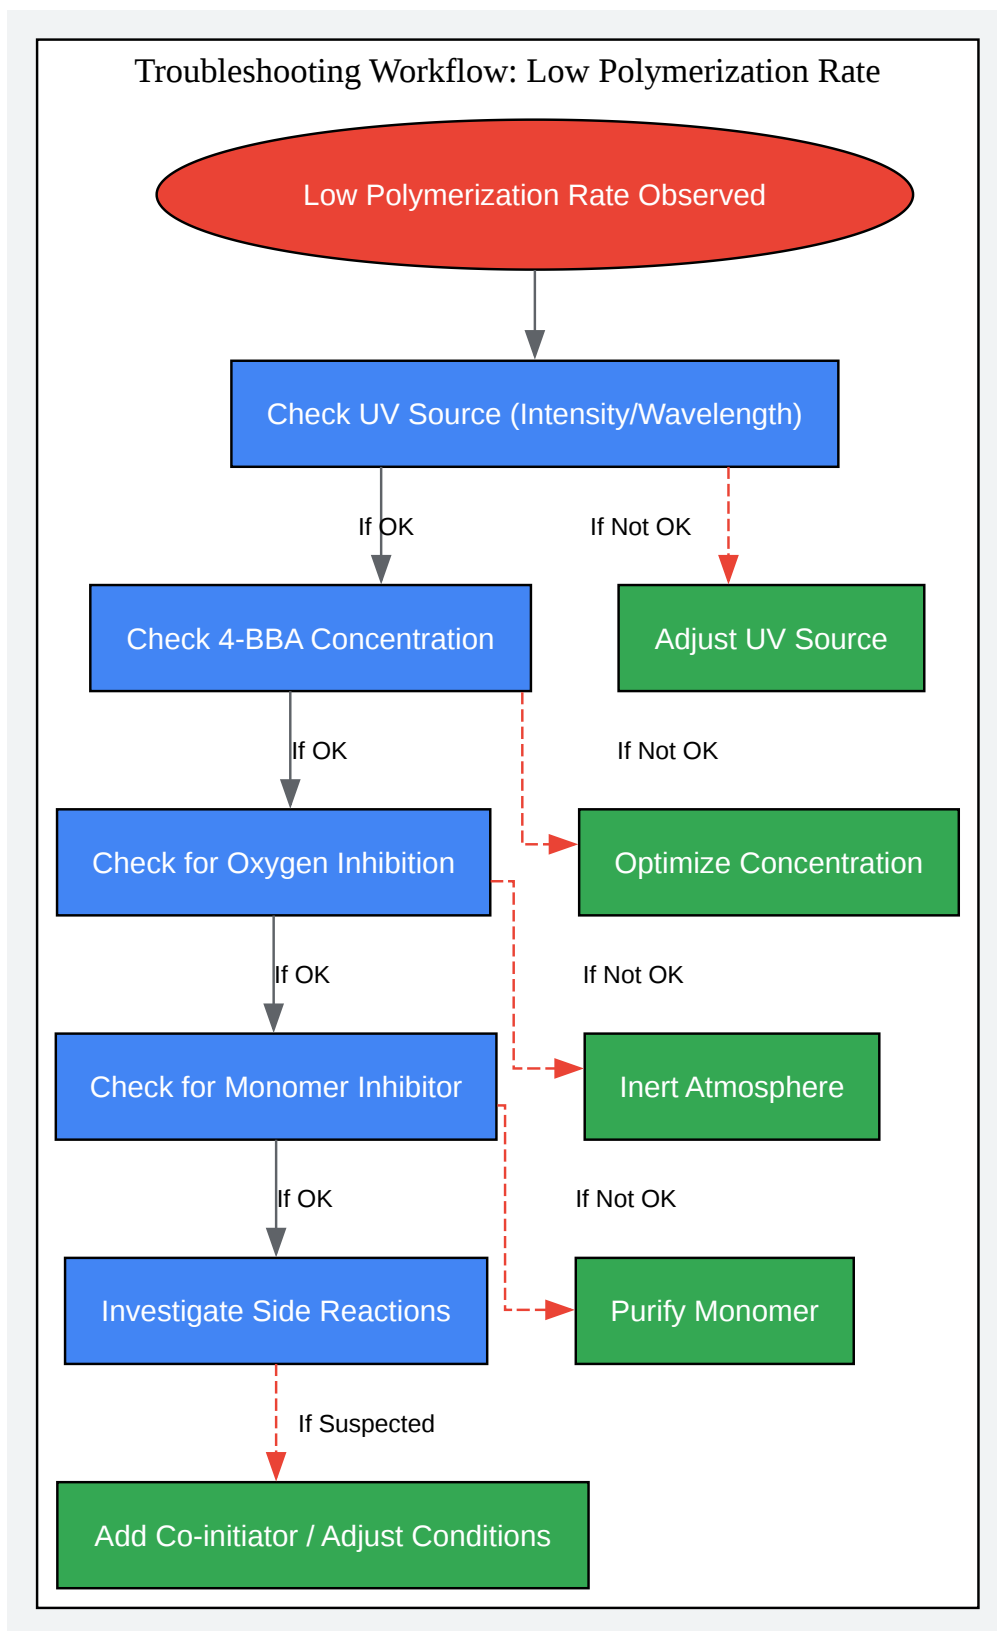 Troubleshooting Workflow: Low Polymerization Rate
Low Polymerization Rate Observed
Check UV Source (Intensity/Wavelength)
If OK
If Not OK
Check 4-BBA Concentration
Adjust UV Source
If OK
If Not OK
Check for Oxygen Inhibition
Optimize Concentration
If OK
If Not OK
Check for Monomer Inhibitor
Inert Atmosphere
If OK
If Not OK
Investigate Side Reactions
Purify Monomer
If Suspected
Add Co-initiator / Adjust Conditions